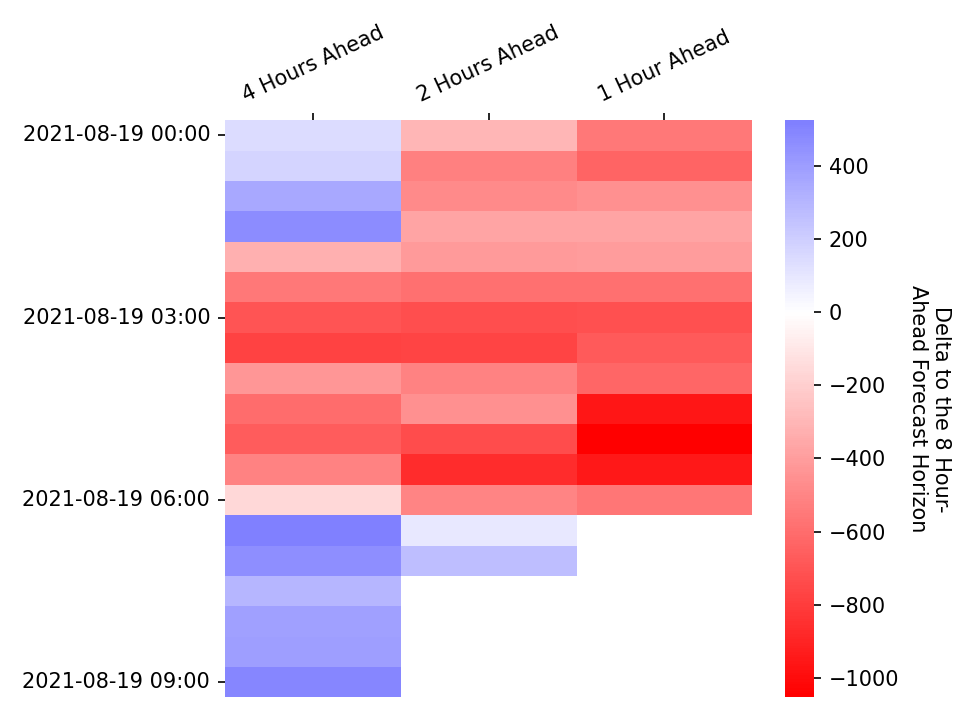 4 Hours Ahead
2 Hours Ahead
1 Hour Ahead
2021-08-19 00:00
2021-08-19 03:00
2021-08-19 06:00
2021-08-19 09:00
400
200
0
−200
−400
−600
−800
−1000
Delta to the 8 Hour-
Ahead Forecast Horizon